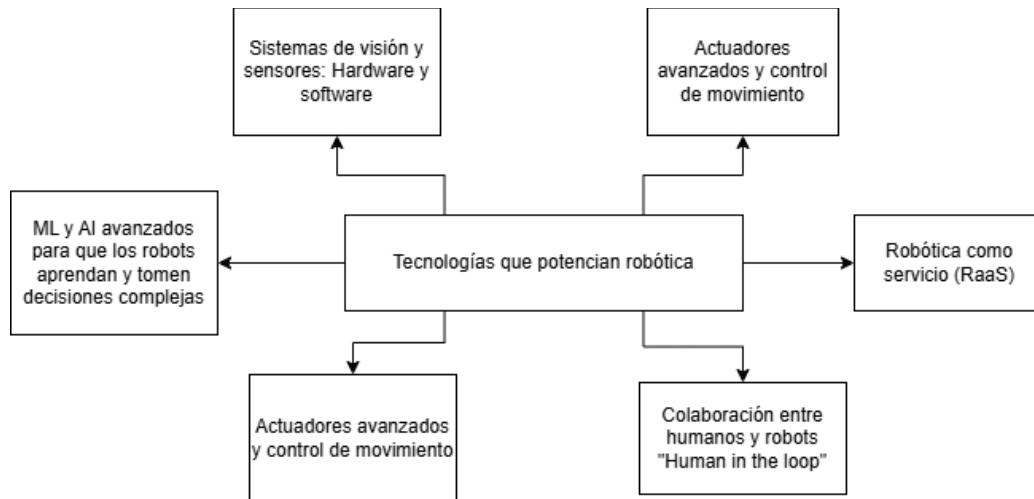 Sistemas de visión y
sensores: Hardware y
software
Actuadores
avanzados y control
de movimiento
ML y AI avanzados
para que los robots
aprendan y tomen
decisiones complejas
Tecnologías que potencian robótica
Robótica como
servicio (RaaS)
Actuadores avanzados
y control de movimiento
Colaboración entre
humanos y robots
"Human in the loop"